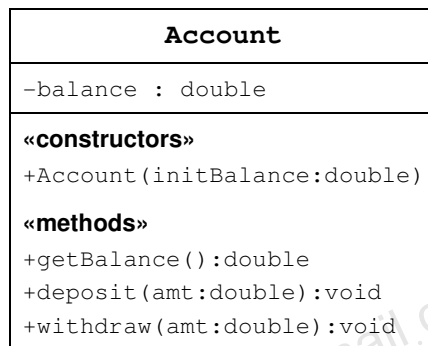 Account
-balance : double
«constructors»
+Account(initBalance:double)
«methods»
+getBalance():double
+deposit(amt:double):void
+withdraw(amt:double):void